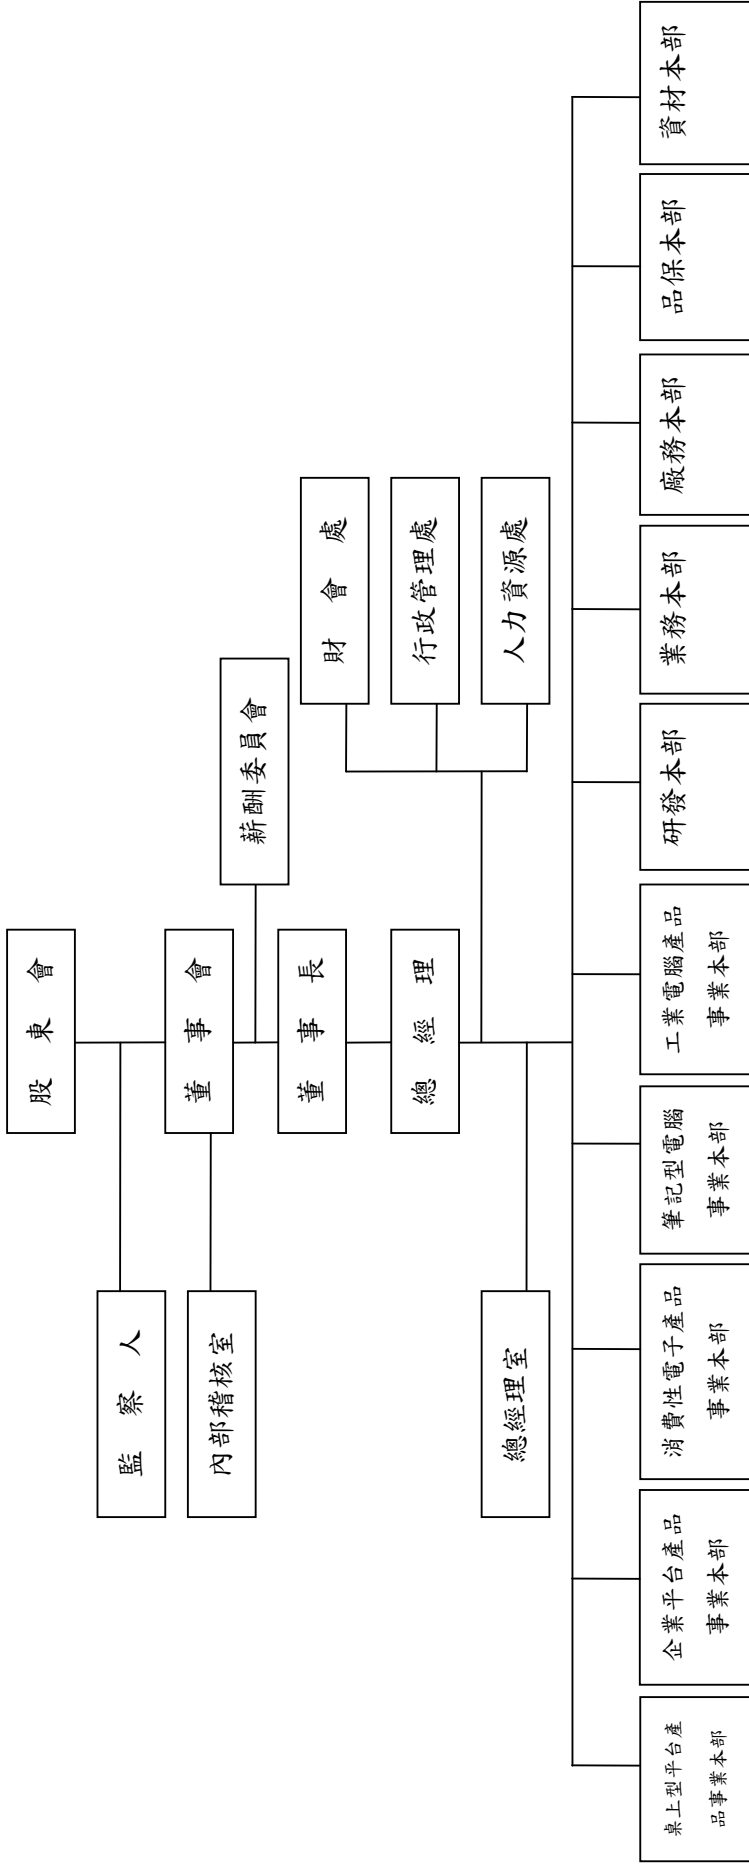 股東會
監察人
董事會
內部稽核室
薪酬委員會
董事長
總經理
財會處
行政管理處
人力資源處
總經理室
桌上型平台產
品事業本部
企業平台產品
事業本部
消費性電子產品
事業本部
筆記型電腦
事業本部
工業電腦產品
事業本部
研發本部
業務本部
廠務本部
品保本部
資材本部